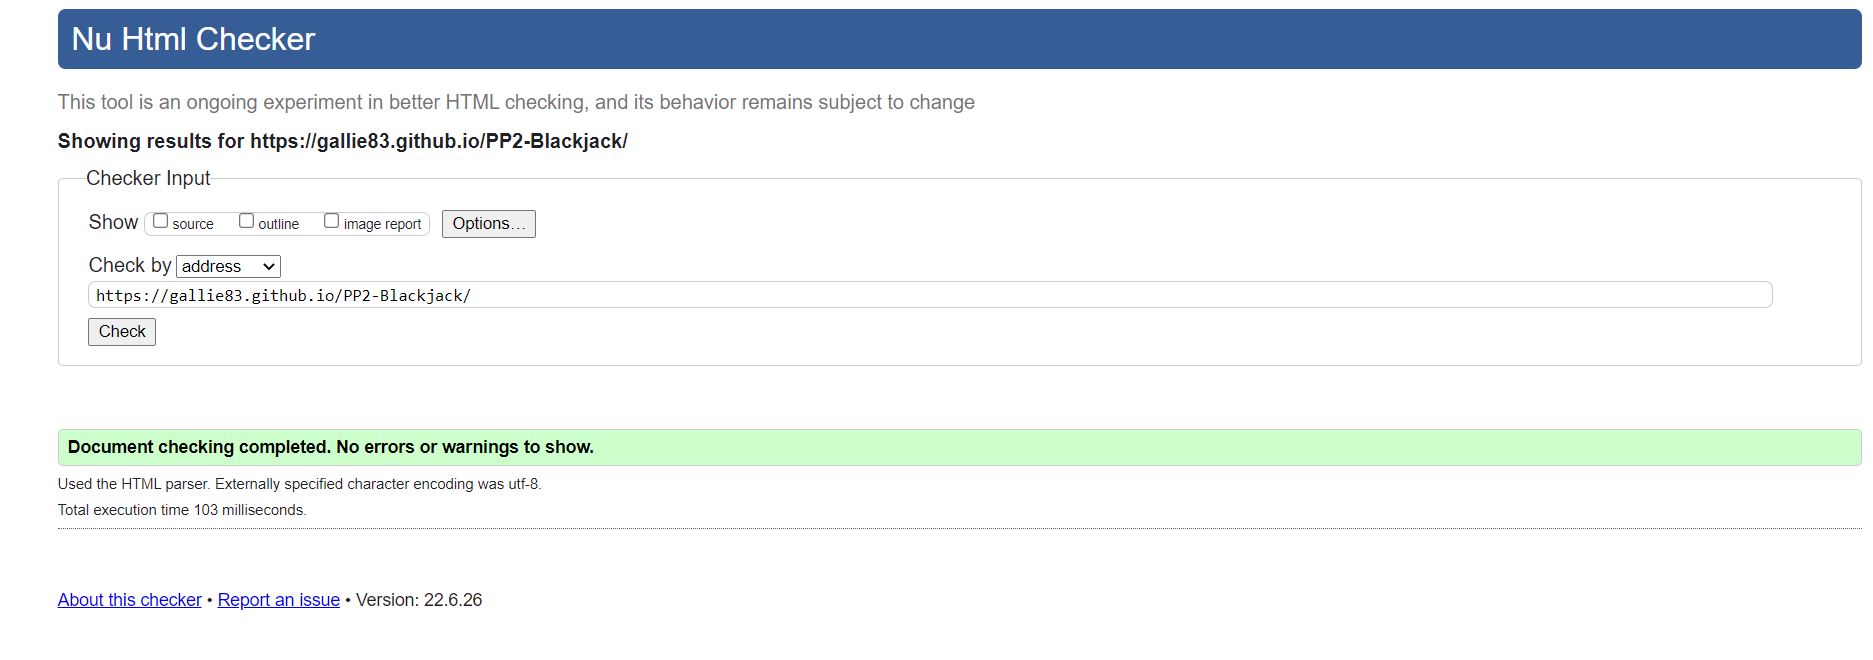 Nu Html Checker
This tool is an ongoing experiment in better HTML checking, and its behavior remains subject to change
Showing results for https://gallie83.github.io/PP2-Blackjack/
Checker Input
Show source outline image report Options...
Check by address
https://gallie83.github.io/PP2-Blackjack/
Check
Document checking completed. No errors or warnings to show.
Used the HTML parser. Externally specified character encoding was utf-8.
Total execution time 103 milliseconds.
About this checker • Report an issue • Version: 22.6.26